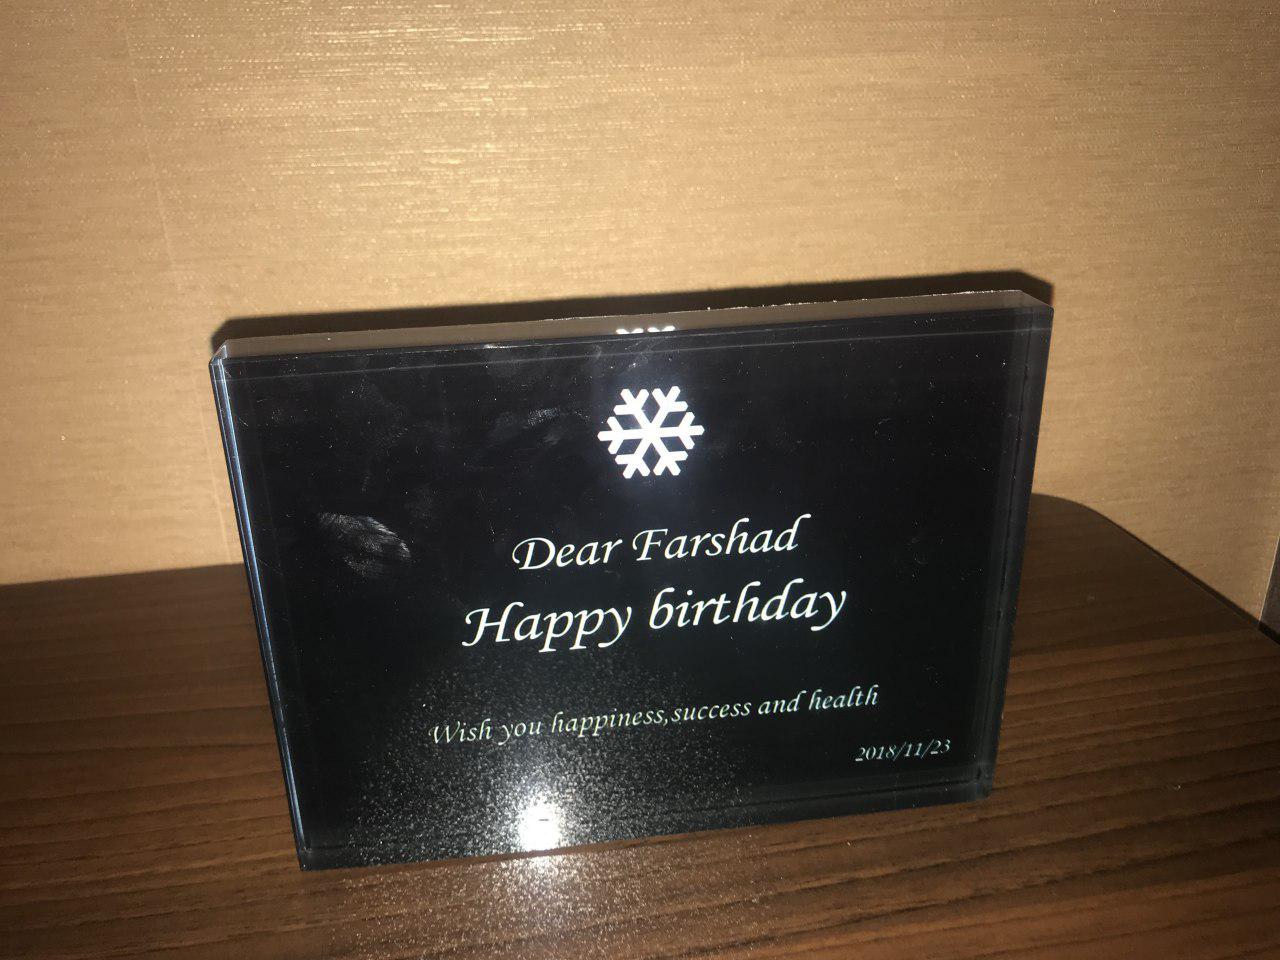 Dear Farshad
Happy birthday
Wish you happiness,success and health
2018/11/23